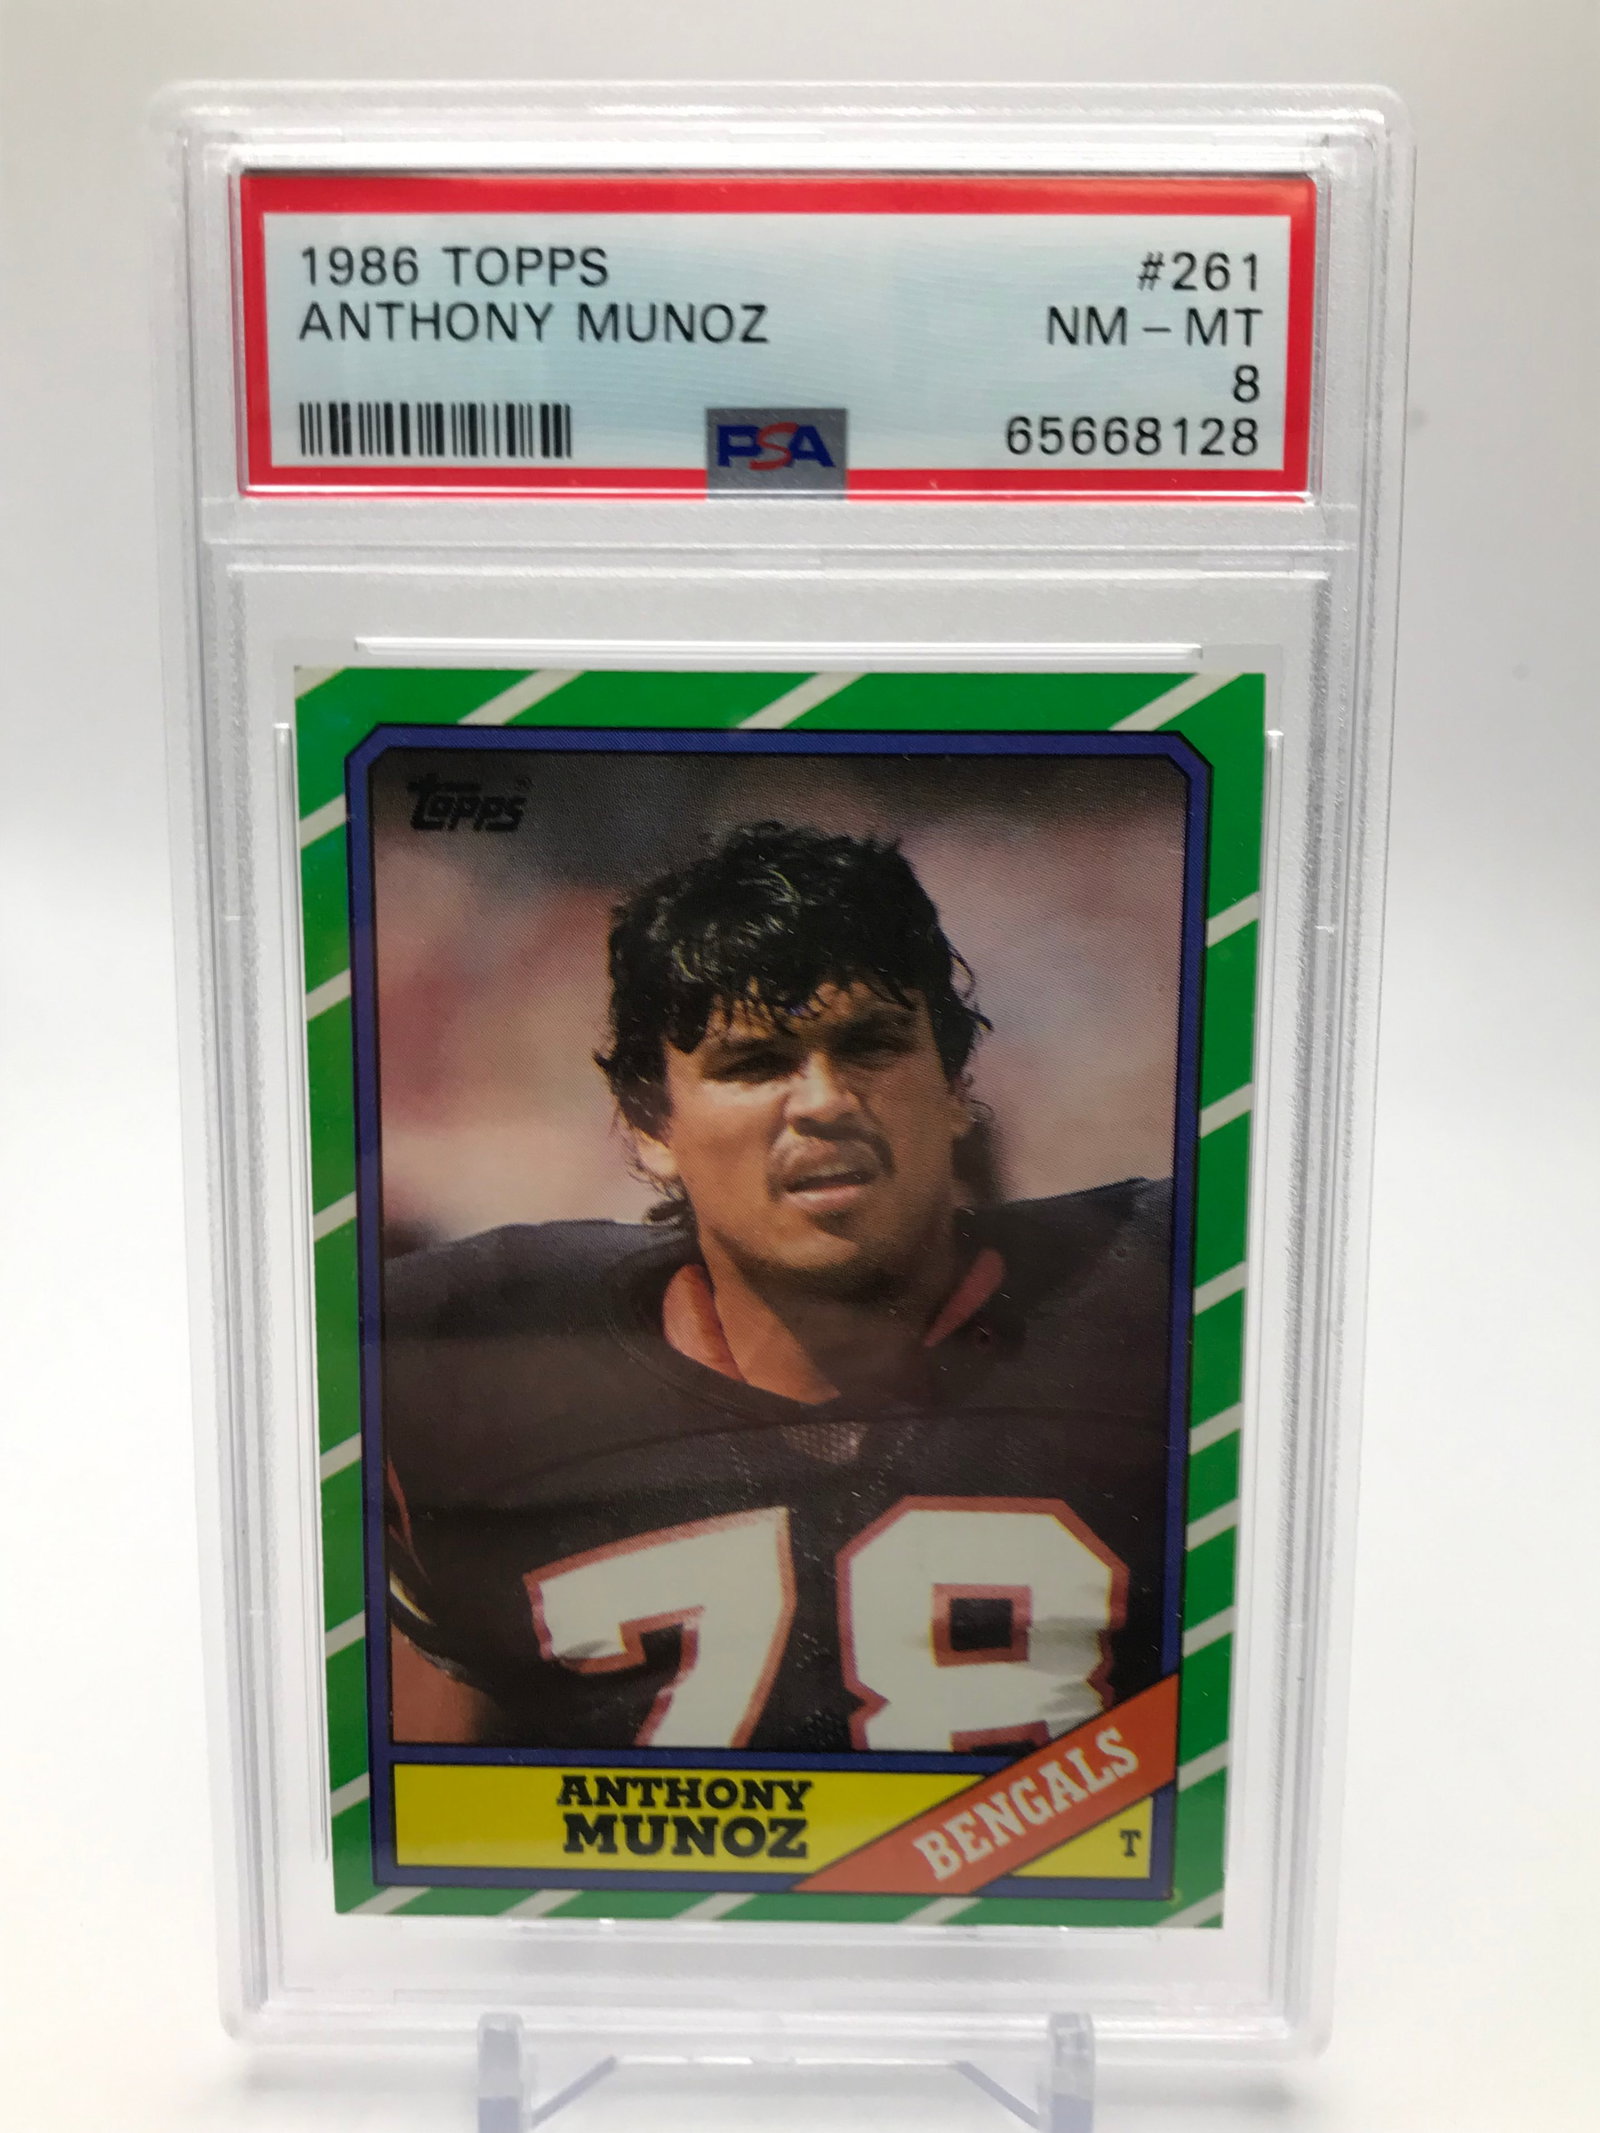 1986 TOPPS #261
ANTHONY MUNOZ NM - MT
8
PSA 65668128
Topps
78
ANTHONY
MUNOZ
BENGALS
T